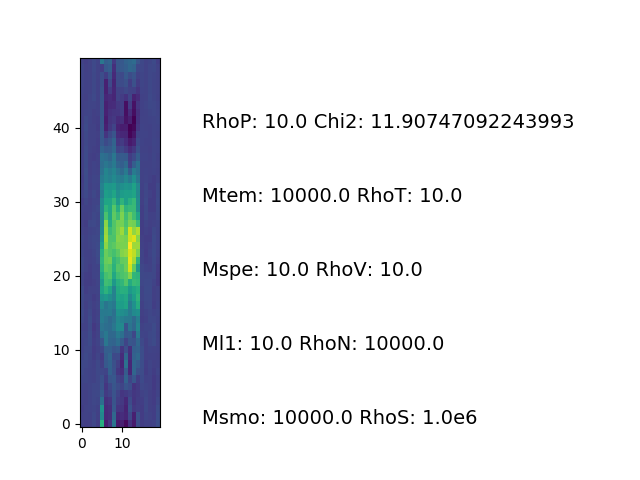 RhoP: 10.0 Chi2: 11.90747092243993
40
Mtem: 10000.0 RhoT: 10.0
30
Mspe: 10.0 RhoV: 10.0
20
Ml1: 10.0 RhoN: 10000.0
10
Msmo: 10000.0 RhoS: 1.0e6
0
0 10